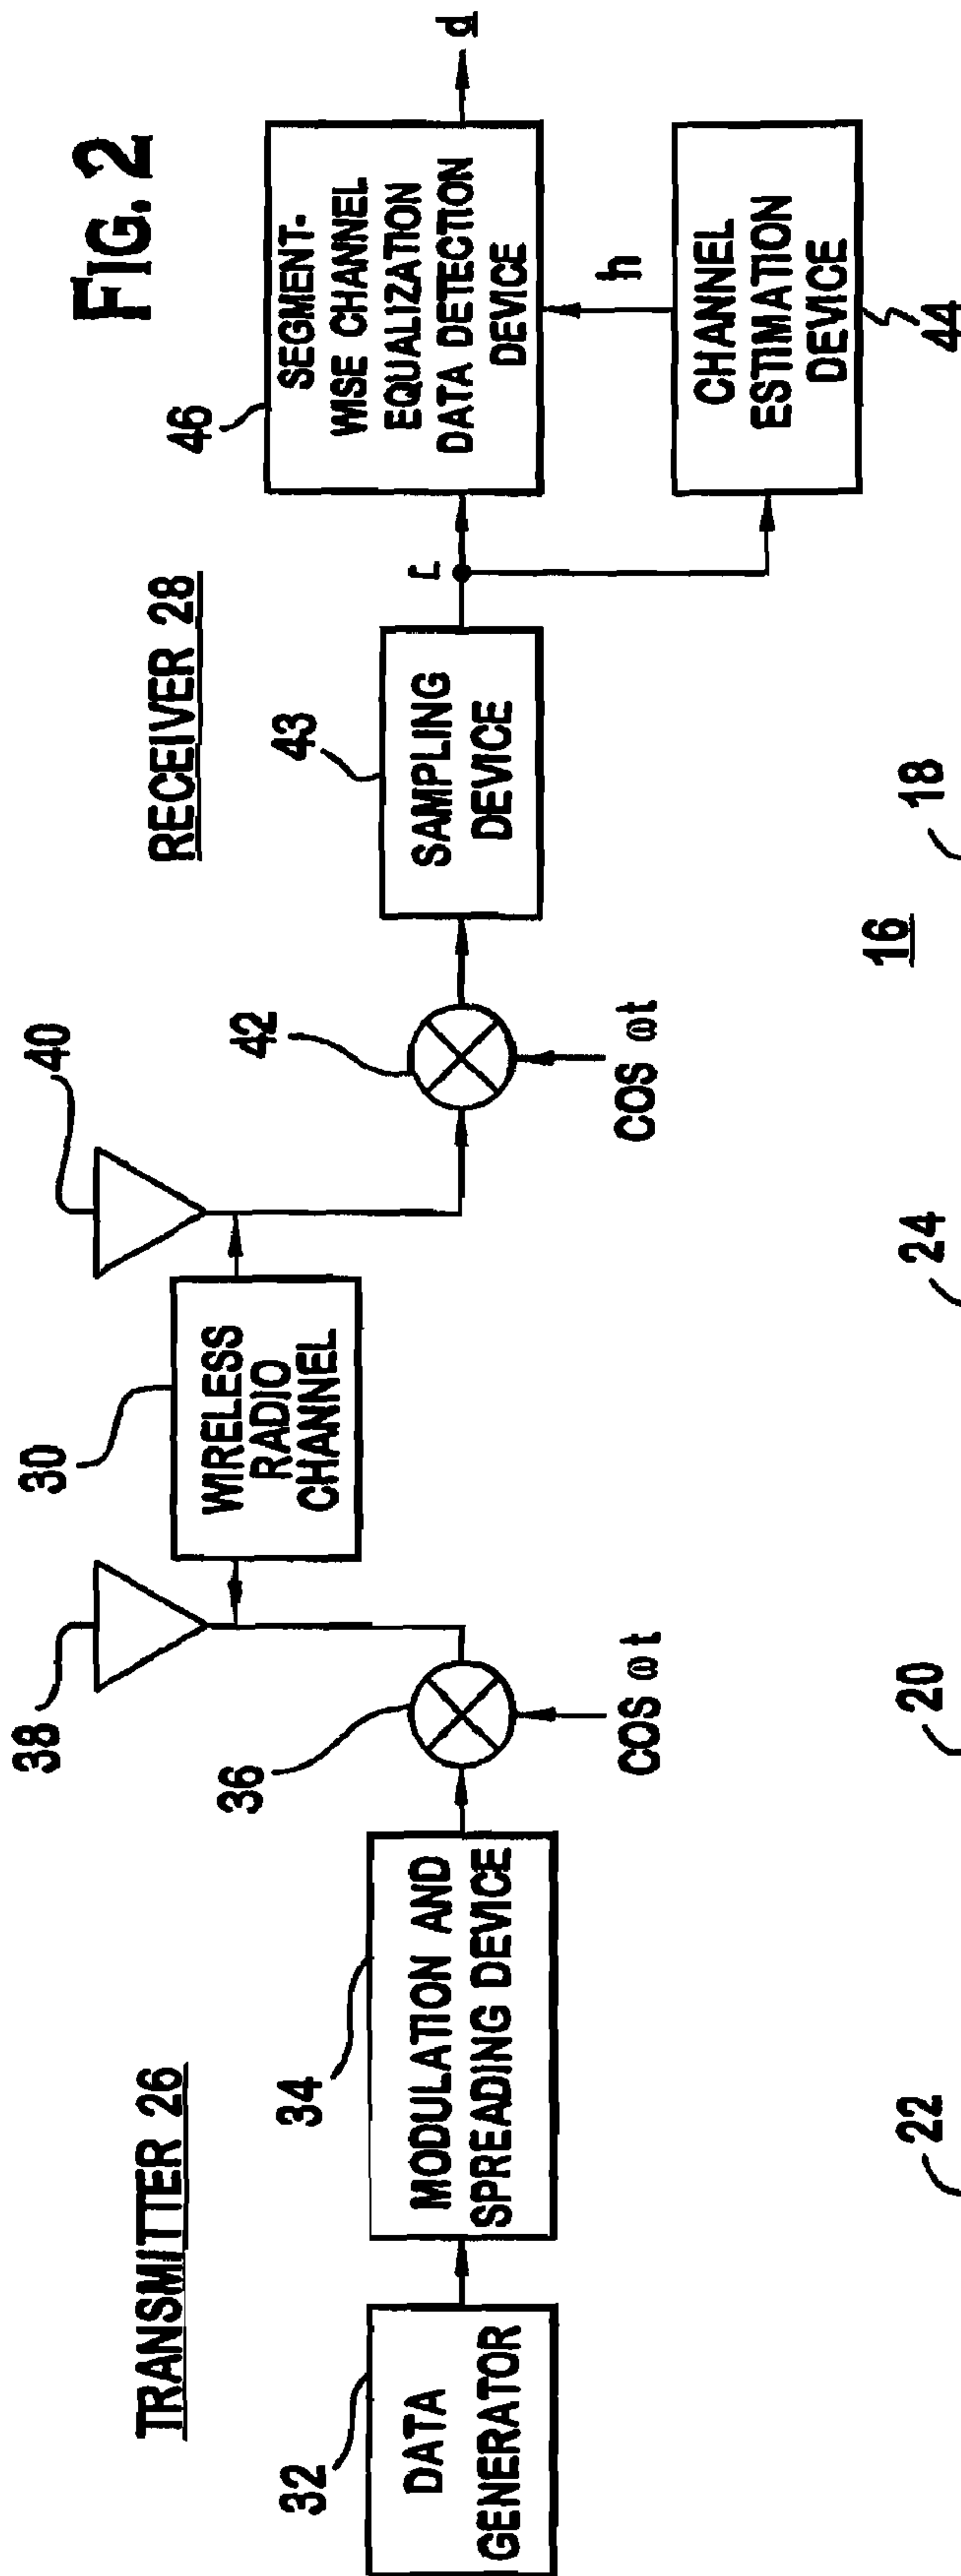 FIG. 2
TRANSMITTER 26
RECEIVER 28
32
DATA
GENERATOR
34
MODULATION AND
SPREADING DEVICE
36
COS ωt
38
30
WIRELESS
RADIO
CHANNEL
40
42
COS ωt
43
SAMPLING
DEVICE
r
46
SEGMENT-
WISE CHANNEL
EQUALIZATION
DATA DETECTION
DEVICE
d
h
CHANNEL
ESTIMATION
DEVICE
44
22
20
24
16
18